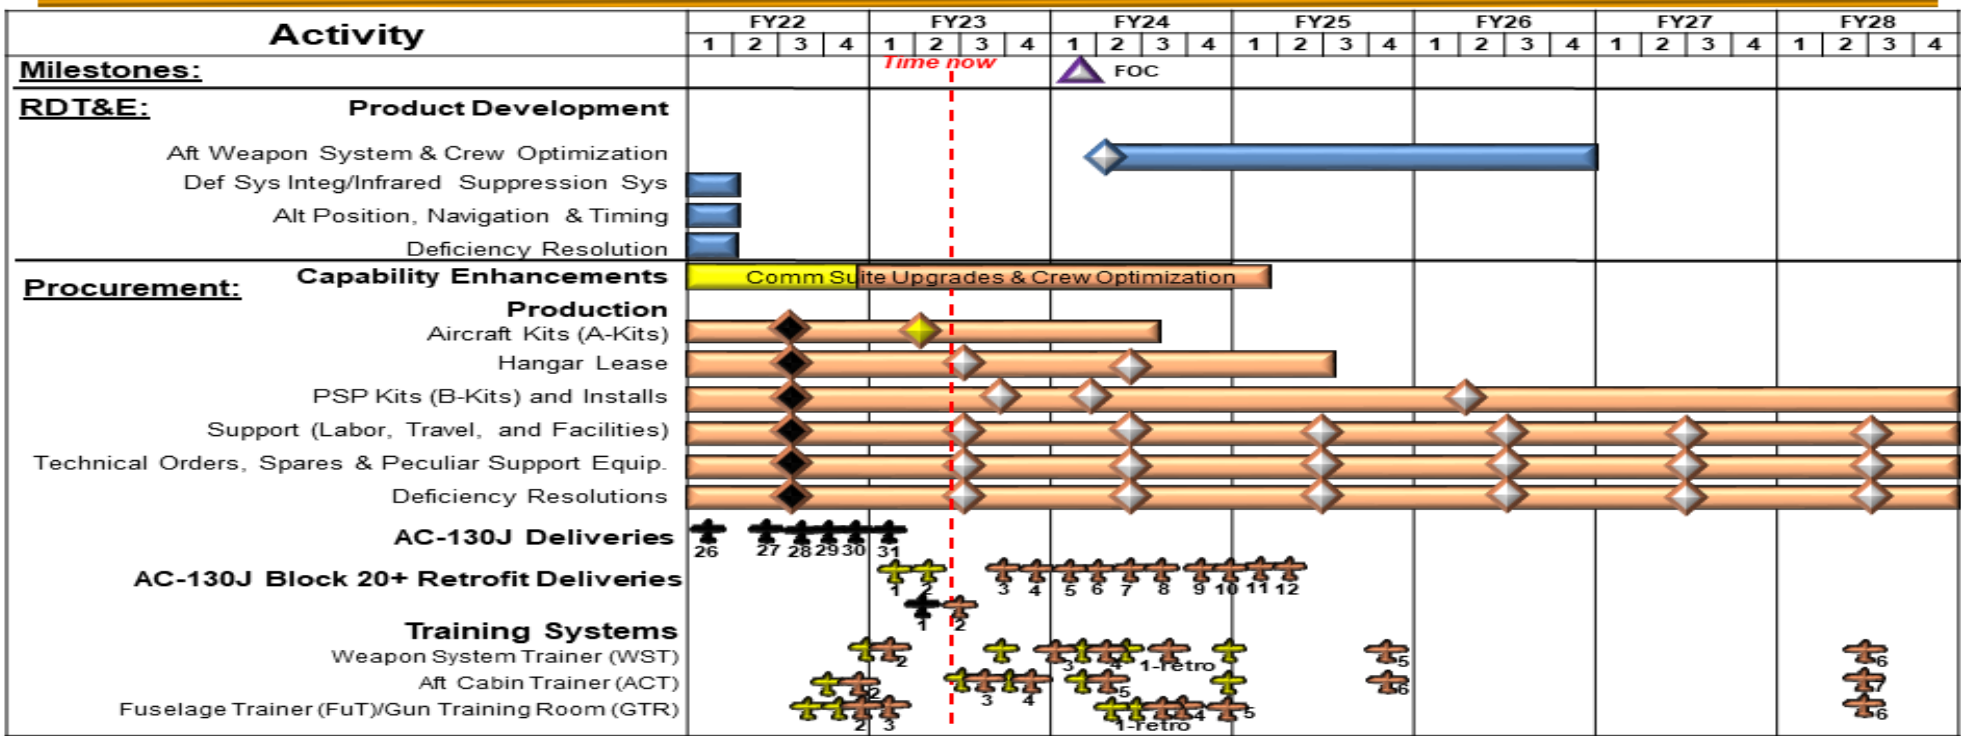 Activity FY22 FY23 FY24 FY25 FY26 FY27 FY28
1 2 3 4 1 2 3 4 1 2 3 4 1 2 3 4 1 2 3 4 1 2 3 4 1 2 3 4
Time now
Milestones: FOC
RDT&E: Product Development
Aft Weapon System & Crew Optimization
Def Sys Integ/Infrared Suppression Sys
Alt Position, Navigation & Timing
Deficiency Resolution
Procurement: Capability Enhancements Comm Suite Upgrades & Crew Optimization
Production
Aircraft Kits (A-Kits)
Hangar Lease
PSP Kits (B-Kits) and Installs
Support (Labor, Travel, and Facilities)
Technical Orders, Spares & Peculiar Support Equip.
Deficiency Resolutions
AC-130J Deliveries 26 27 28 29 30 31
AC-130J Block 20+ Retrofit Deliveries 1 2 3 4 5 6 7 8 9 10 11 12
1 2
Training Systems
Weapon System Trainer (WST) 2 3 4 1-retro 5 6
Aft Cabin Trainer (ACT) 2 3 4 5 6 7
Fuselage Trainer (FuT)/Gun Training Room (GTR) 2 3 1-retro 4 5 6